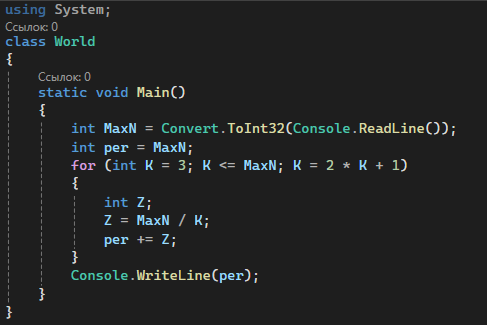 using System;
Ссылок: 0
class World
{
Ссылок: 0
static void Main()
{
int MaxN = Convert.ToInt32(Console.ReadLine());
int per = MaxN;
for (int K = 3; K <= MaxN; K = 2 * K + 1)
{
int Z;
Z = MaxN / K;
per += Z;
}
Console.WriteLine(per);
}
}